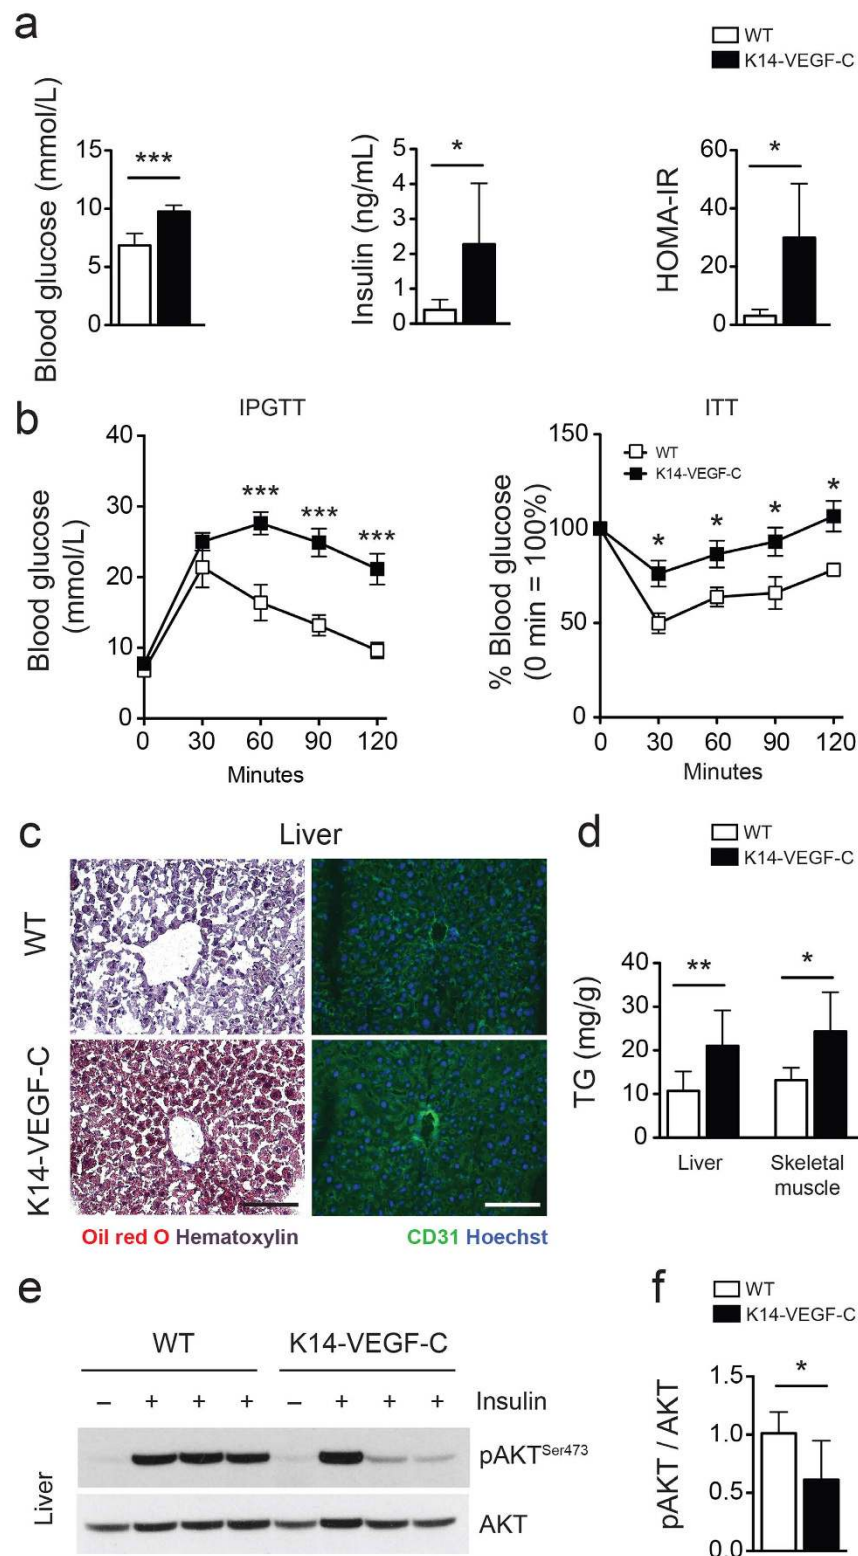 a
WT
K14-VEGF-C
Blood glucose (mmol/L)
15
10
5
0
***
Insulin (ng/mL)
5
4
3
2
1
0
*
HOMA-IR
60
40
20
0
*
b
IPGTT
Blood glucose
(mmol/L)
40
30
20
10
0
***
***
***
0 30 60 90 120
Minutes
ITT
% Blood glucose
(0 min = 100%)
150
100
50
0
WT
K14-VEGF-C
*
*
*
*
0 30 60 90 120
Minutes
c
Liver
WT
K14-VEGF-C
Oil red O Hematoxylin
CD31 Hoechst
d
WT
K14-VEGF-C
TG (mg/g)
40
30
20
10
0
**
*
Liver
Skeletal
muscle
e
WT K14-VEGF-C
– + + + – + + + Insulin
Liver
pAKTSer473
AKT
f
WT
K14-VEGF-C
pAKT / AKT
1.5
1.0
0.5
0.0
*